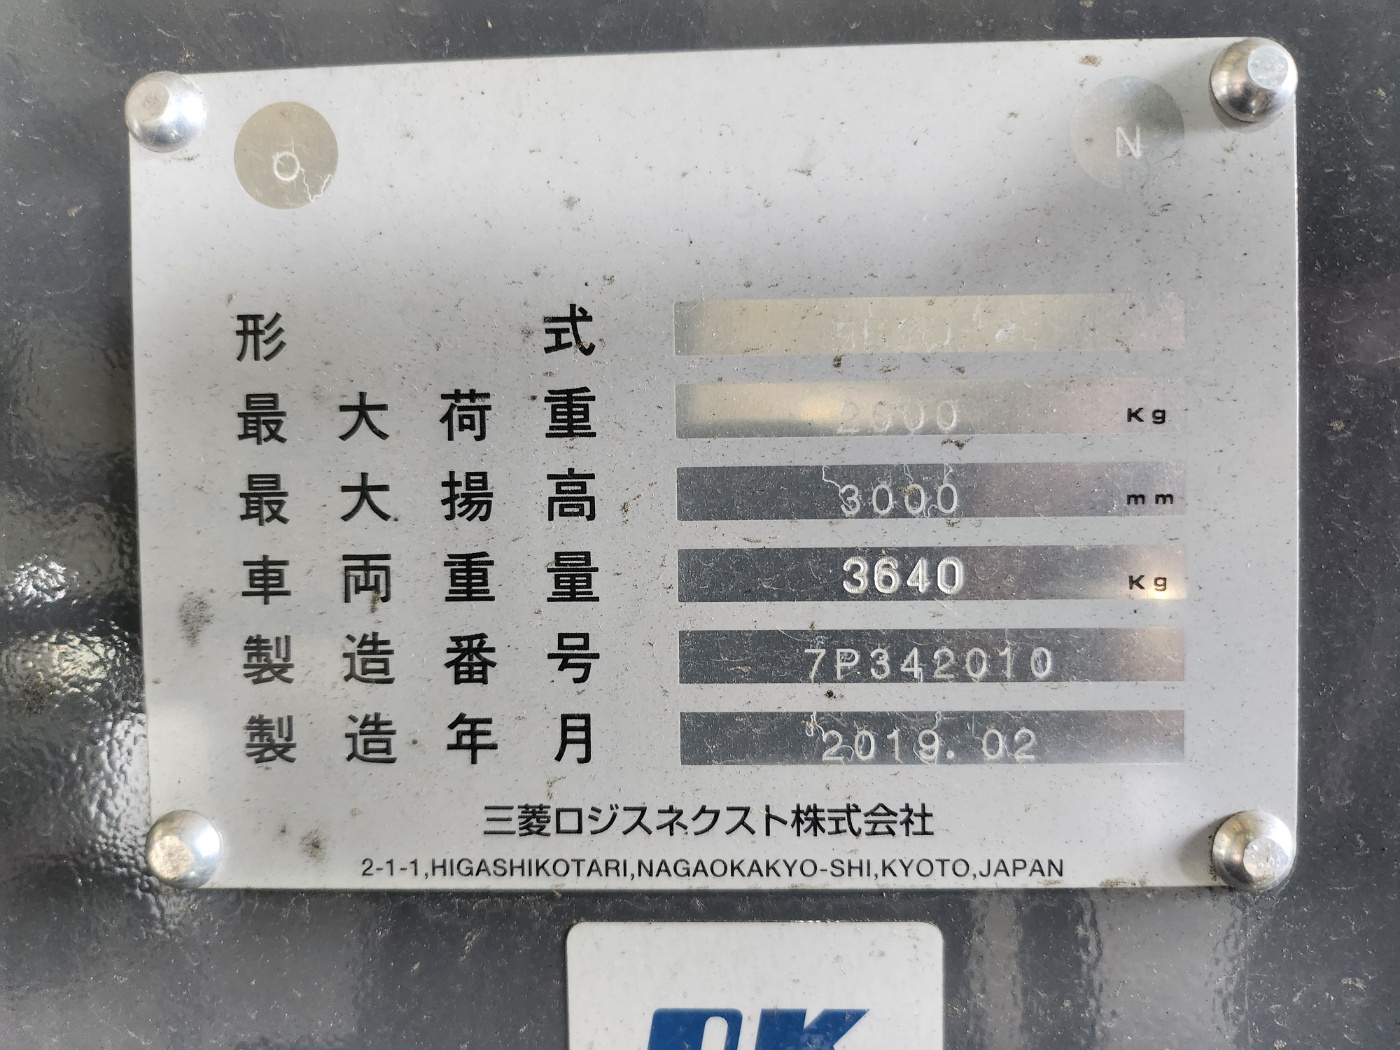 O N
形式
最大荷重 2000 Kg
最大揚高 3000 mm
車両重量 3640 Kg
製造番号 7P342010
製造年月 2019.02
三菱ロジスネクスト株式会社
2-1-1,HIGASHIKOTARI,NAGAOKAKYO-SHI,KYOTO,JAPAN
OK